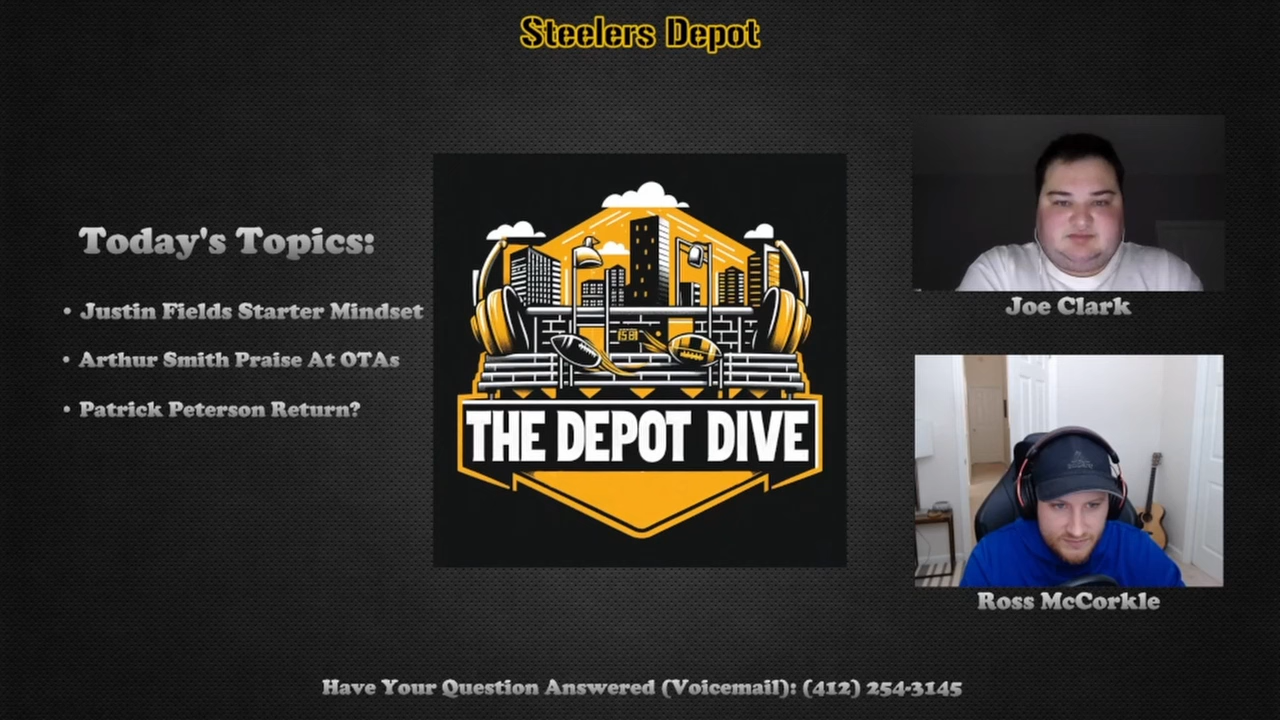 Steelers Depot
Today's Topics:
• Justin Fields Starter Mindset
• Arthur Smith Praise At OTAs
• Patrick Peterson Return?
THE DEPOT DIVE
Joe Clark
Ross McCorkle
Have Your Question Answered (Voicemail): (412) 254-3145